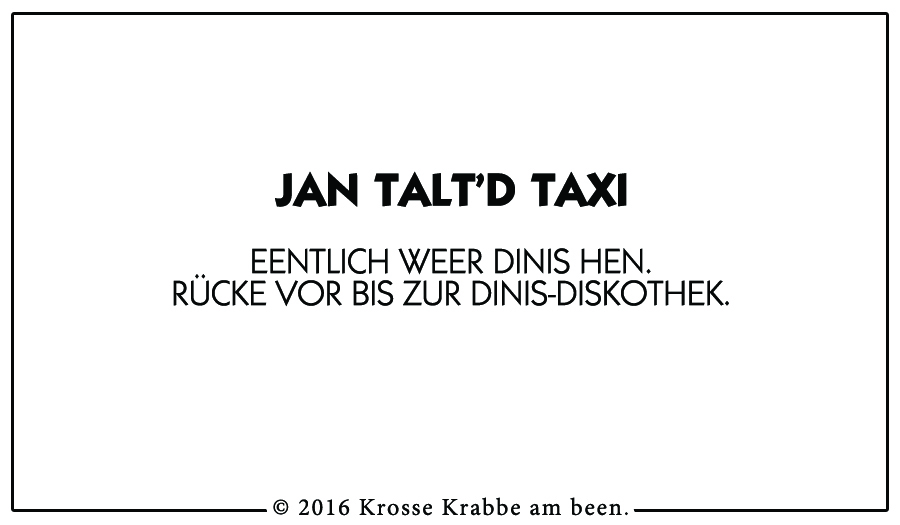 JAN TALT’D TAXI
EENTLICH WEER DINIS HEN.
RÜCKE VOR BIS ZUR DINIS-DISKOTHEK.
© 2016 Krosse Krabbe am been.